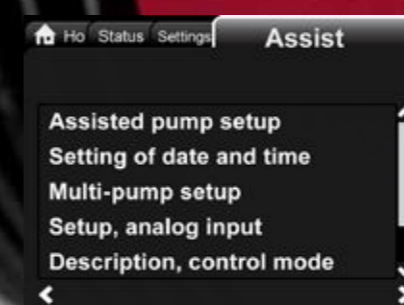 Ho Status Settings Assist
Assisted pump setup
Setting of date and time
Multi-pump setup
Setup, analog input
Description, control mode